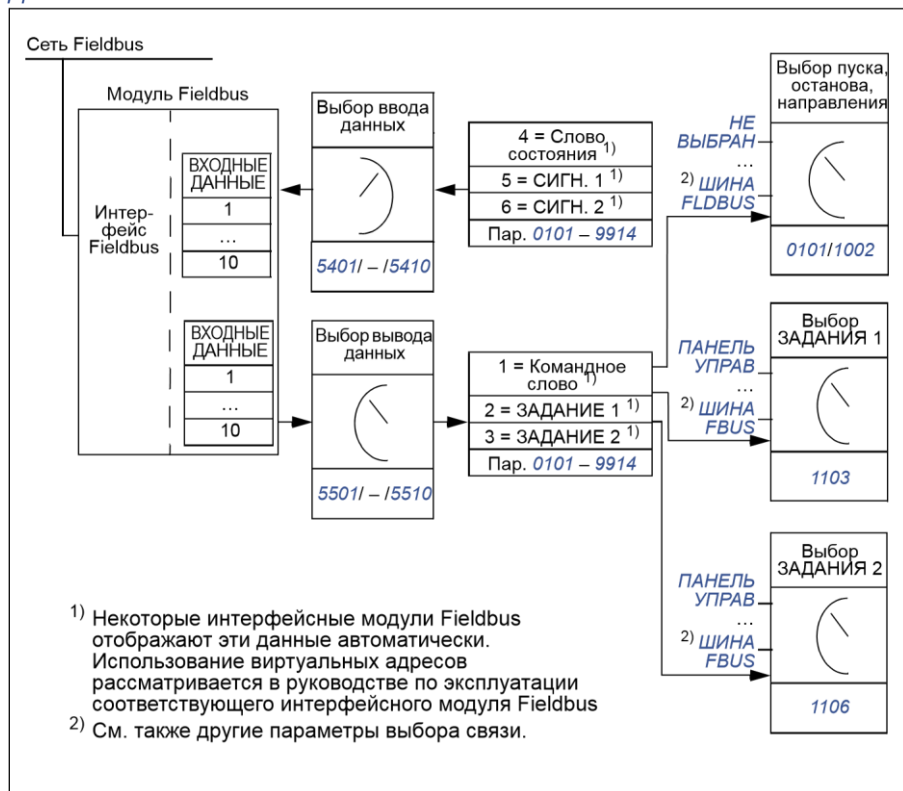 Сеть Fieldbus
Модуль Fieldbus
Интер-
фейс
Fieldbus
ВХОДНЫЕ
ДАННЫЕ
1
...
10
ВХОДНЫЕ
ДАННЫЕ
1
...
10
Выбор ввода
данных
5401/ – /5410
Выбор вывода
данных
5501/ – /5510
4 = Слово
состояния 1)
5 = СИГН. 1 1)
6 = СИГН. 2 1)
Пар. 0101 – 9914
1 = Командное
слово 1)
2 = ЗАДАНИЕ 1 1)
3 = ЗАДАНИЕ 2 1)
Пар. 0101 – 9914
Выбор пуска,
останова,
направления
НЕ
ВЫБРАН
...
2) ШИНА
FLDBUS
0101/1002
Выбор
ЗАДАНИЯ 1
ПАНЕЛЬ
УПРАВ
...
2) ШИНА
FBUS
1103
Выбор
ЗАДАНИЯ 2
ПАНЕЛЬ
УПРАВ
...
2) ШИНА
FBUS
1106
1) Некоторые интерфейсные модули Fieldbus
отображают эти данные автоматически.
Использование виртуальных адресов
рассматривается в руководстве по эксплуатации
соответствующего интерфейсного модуля Fieldbus
2) См. также другие параметры выбора связи.